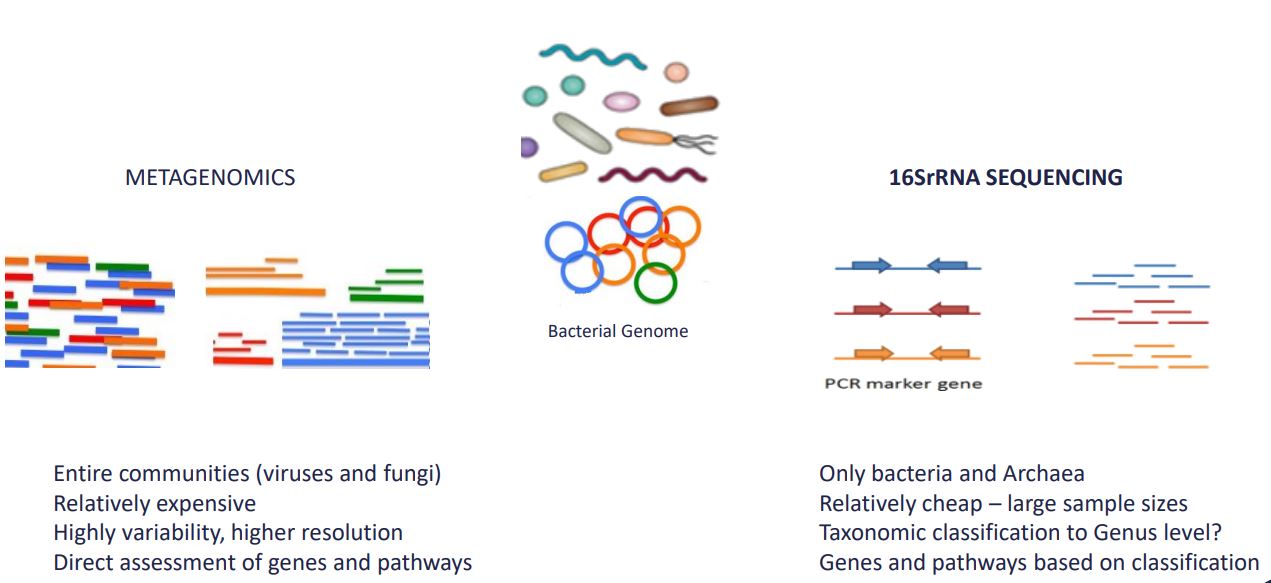 METAGENOMICS
16SrRNA SEQUENCING
Bacterial Genome
PCR marker gene
Entire communities (viruses and fungi)
Relatively expensive
Highly variability, higher resolution
Direct assessment of genes and pathways
Only bacteria and Archaea
Relatively cheap – large sample sizes
Taxonomic classification to Genus level?
Genes and pathways based on classification